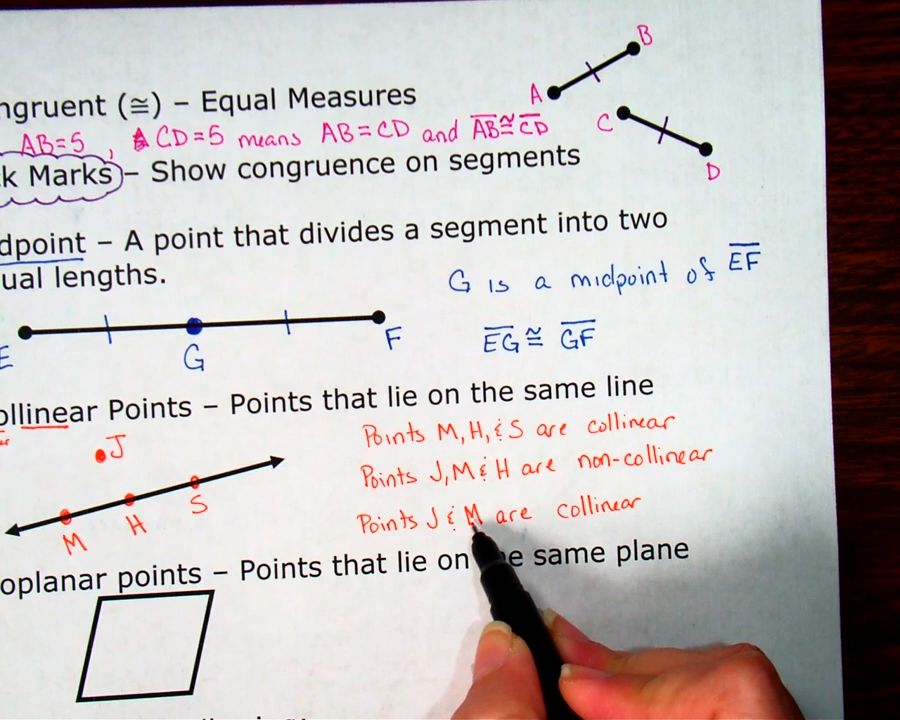 B
ngruent (≅) – Equal Measures
A
AB=5 , CD=5 means AB=CD and AB≅CD
C
k Marks – Show congruence on segments
D
dpoint – A point that divides a segment into two
ual lengths.
G is a midpoint of EF
E G F
EG≅GF
ollinear Points – Points that lie on the same line
J
Points M, H, & S are collinear
Points J, M & H are non-collinear
M H S
Points J & M are collinear
oplanar points – Points that lie on the same plane